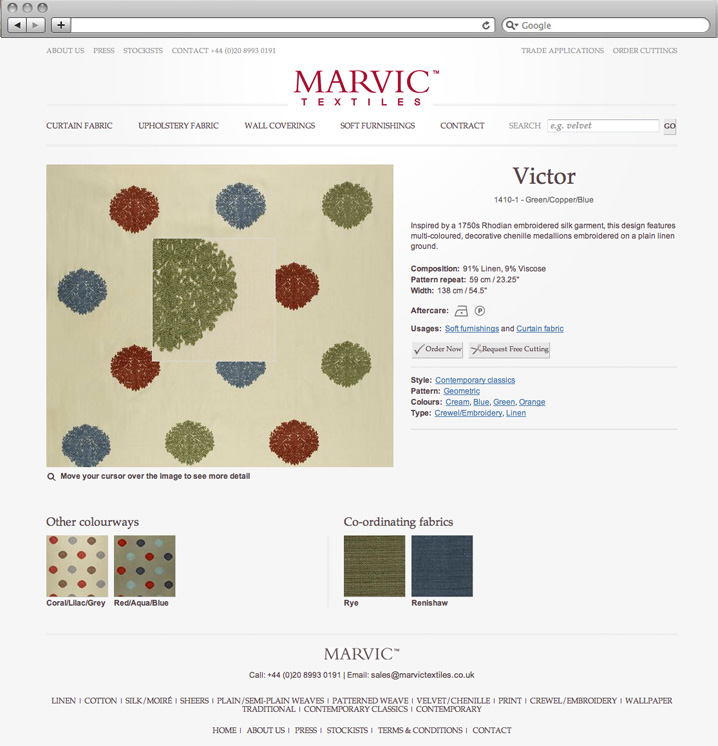 Google
ABOUT US PRESS STOCKISTS CONTACT +44 (0)20 8993 0191 TRADE APPLICATIONS ORDER CUTTINGS
MARVIC™
TEXTILES
CURTAIN FABRIC UPHOLSTERY FABRIC WALL COVERINGS SOFT FURNISHINGS CONTRACT SEARCH e.g. velvet GO
Victor
1410-1 - Green/Copper/Blue
Inspired by a 1750s Rhodian embroidered silk garment, this design features
multi-coloured, decorative chenille medallions embroidered on a plain linen
ground.
Composition: 91% Linen, 9% Viscose
Pattern repeat: 59 cm / 23.25"
Width: 138 cm / 54.5"
Aftercare: P
Usages: Soft furnishings and Curtain fabric
Order Now Request Free Cutting
Style: Contemporary classics
Pattern: Geometric
Colours: Cream, Blue, Green, Orange
Type: Crewel/Embroidery, Linen
Move your cursor over the image to see more detail
Other colourways
Coral/Lilac/Grey Red/Aqua/Blue
Co-ordinating fabrics
Rye Renishaw
MARVIC™
Call: +44 (0)20 8993 0191 | Email: sales@marvictextiles.co.uk
LINEN | COTTON | SILK/MOIRÉ | SHEERS | PLAIN/SEMI-PLAIN WEAVES | PATTERNED WEAVE | VELVET/CHENILLE | PRINT | CREWEL/EMBROIDERY | WALLPAPER
TRADITIONAL | CONTEMPORARY CLASSICS | CONTEMPORARY
HOME | ABOUT US | PRESS | STOCKISTS | TERMS & CONDITIONS | CONTACT